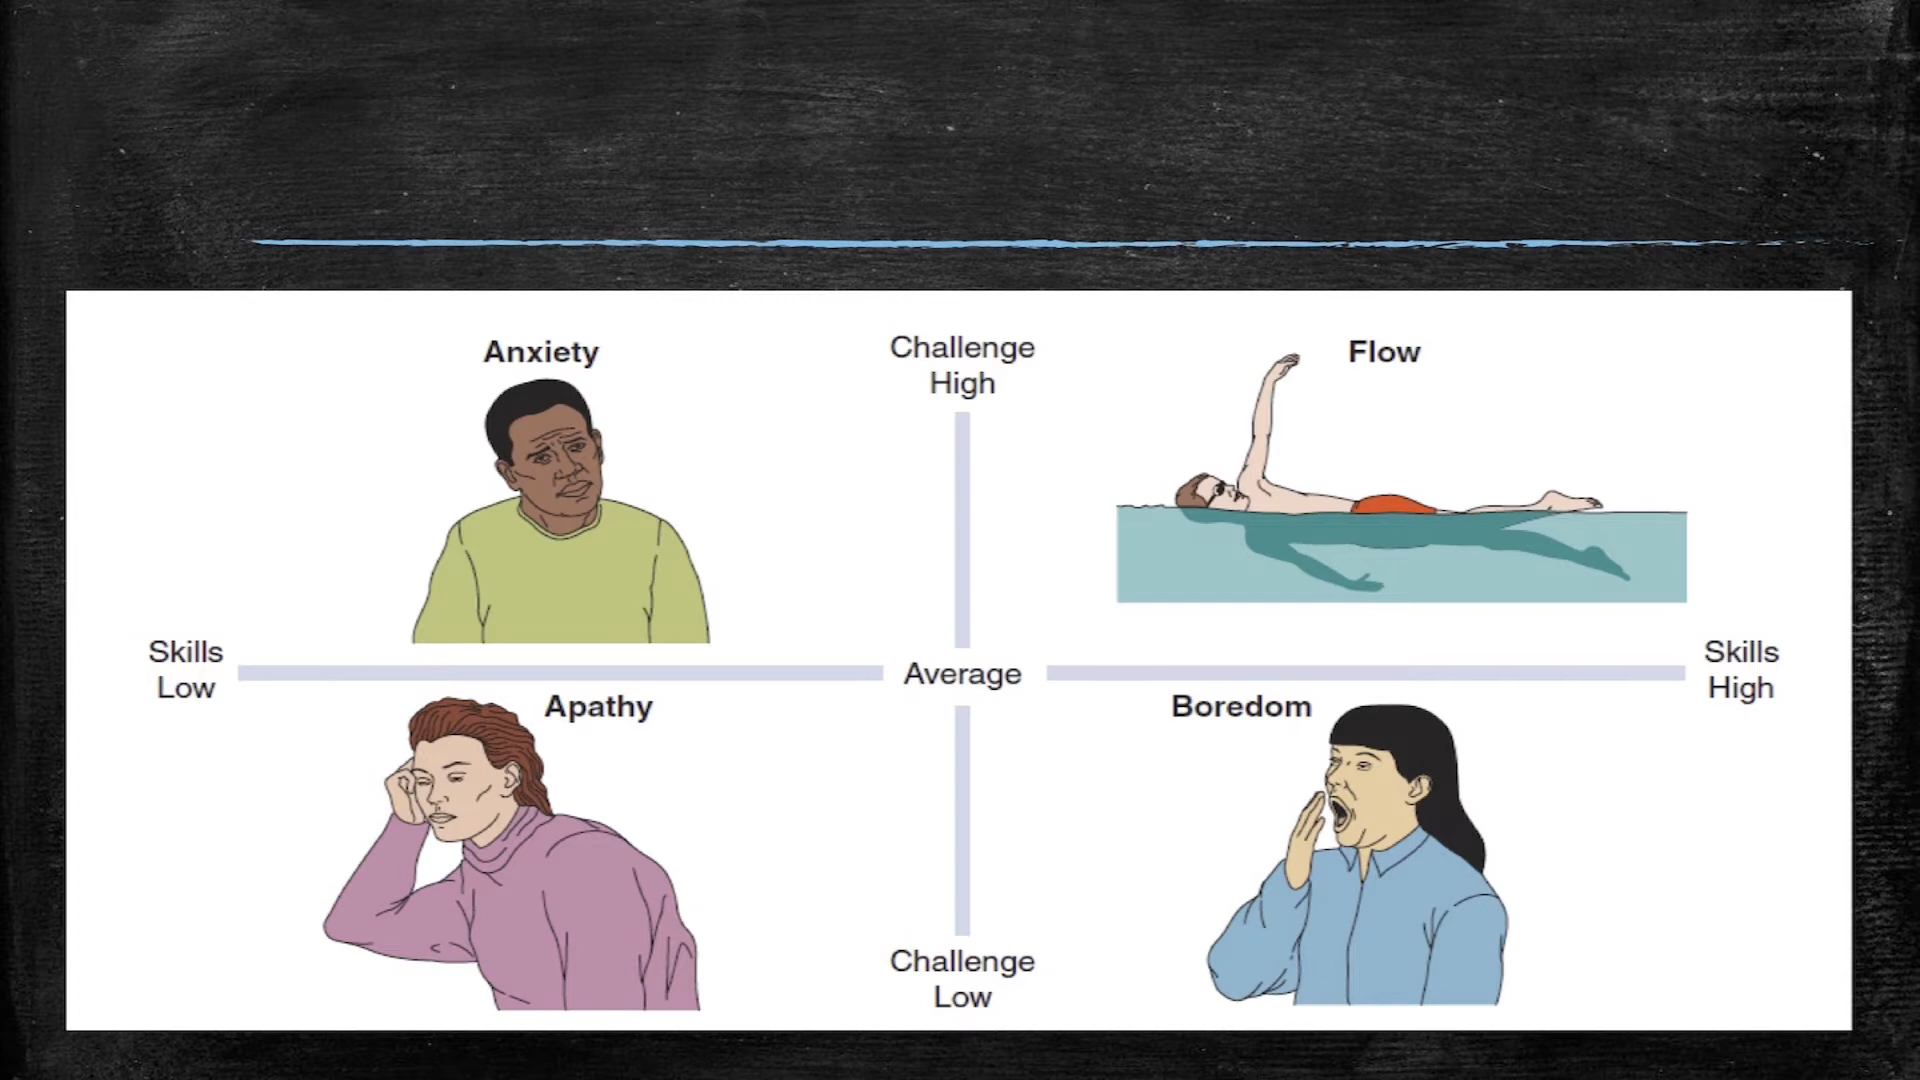 Anxiety
Challenge
High
Flow
Skills
Low
Average
Skills
High
Apathy
Boredom
Challenge
Low